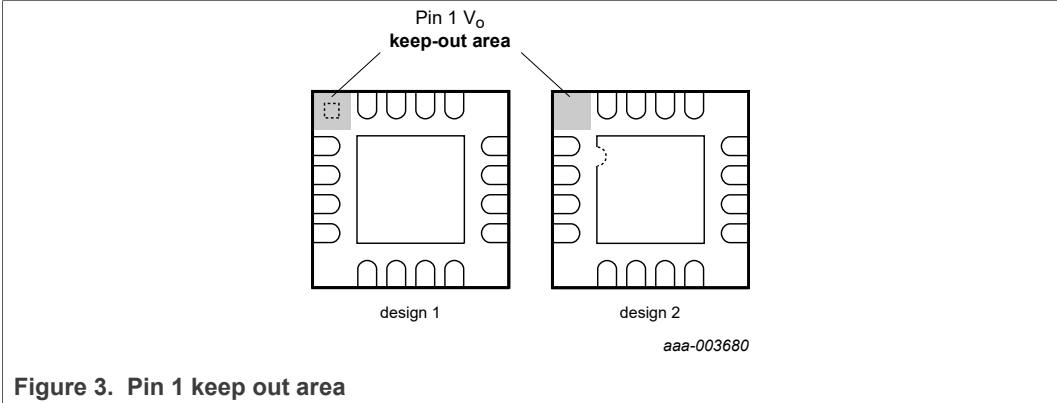 Pin 1 Vo
keep-out area
design 1
design 2
aaa-003680
Figure 3. Pin 1 keep out area